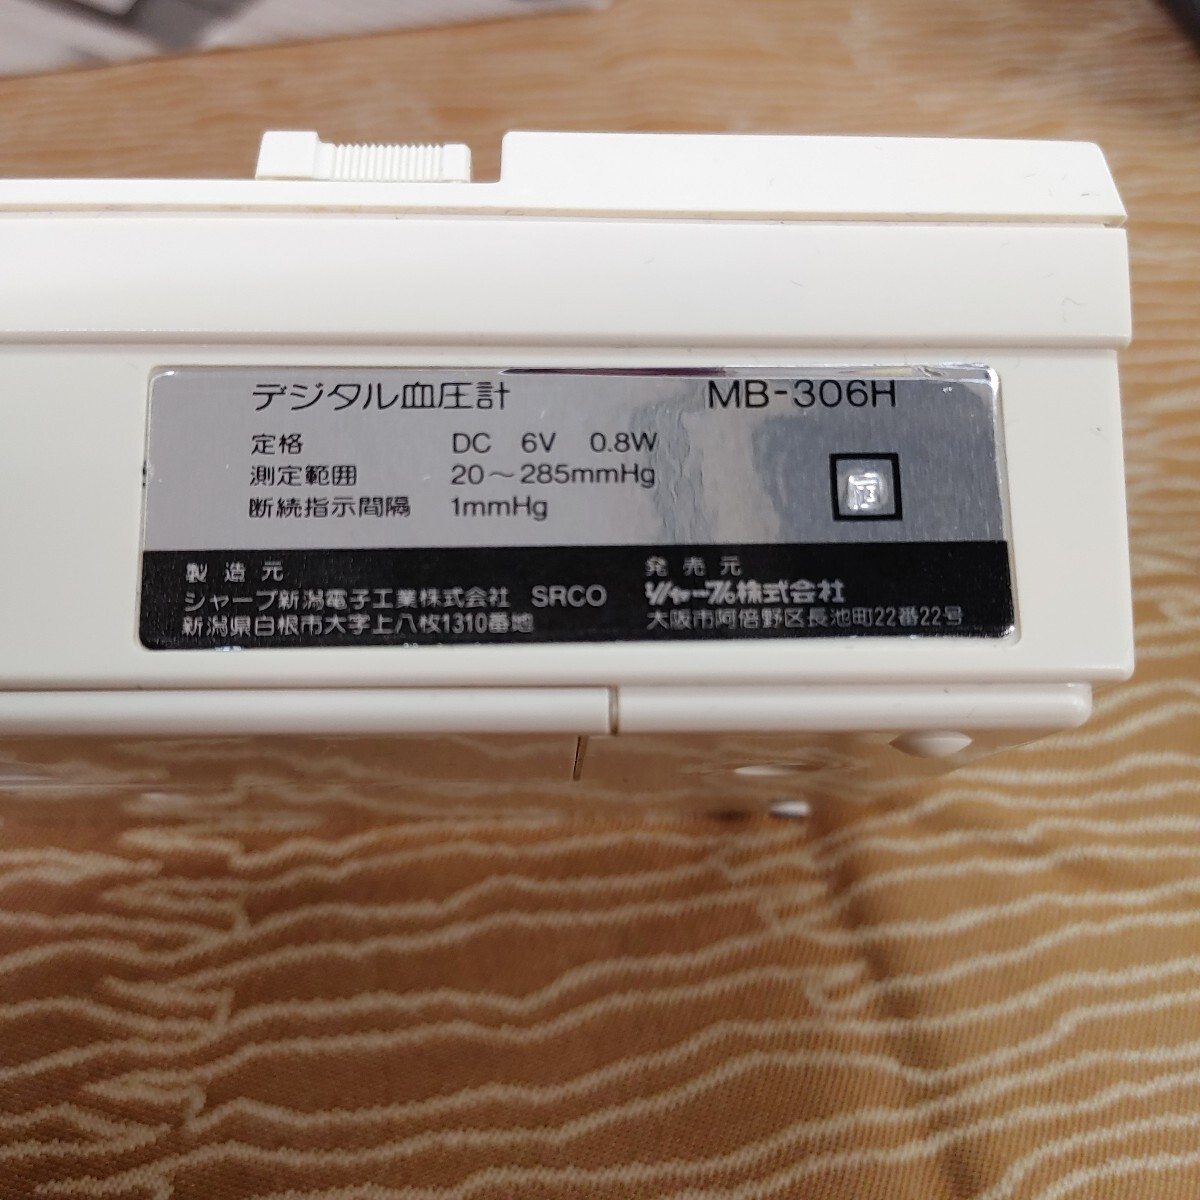 デジタル血圧計 MB-306H
定格 DC 6V 0.8W
測定範囲 20～285mmHg
断続指示間隔 1mmHg
製造元
シャープ新潟電子工業株式会社 SRCO
新潟県白根市大字上八枚1310番地
発売元
シャープ株式会社
大阪市阿倍野区長池町22番22号